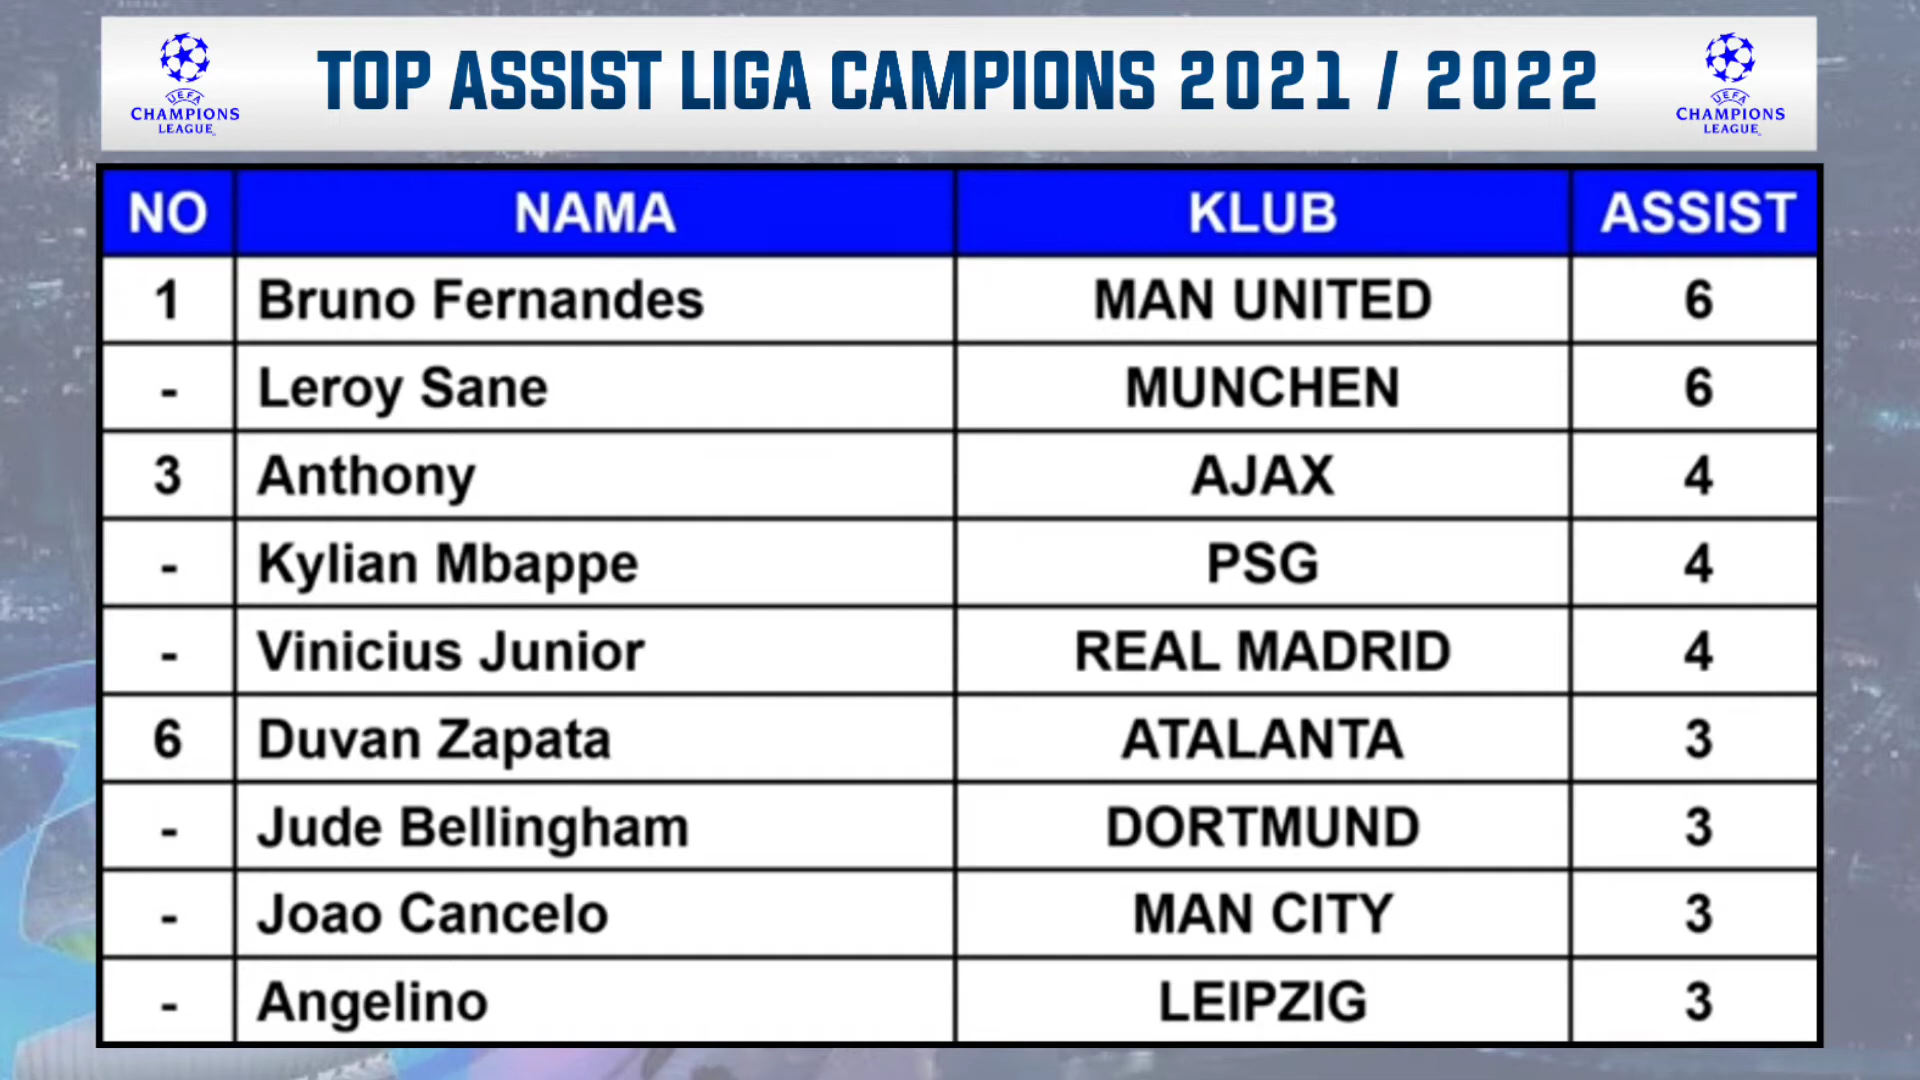 UEFA
CHAMPIONS
LEAGUE
TOP ASSIST LIGA CAMPIONS 2021 / 2022
UEFA
CHAMPIONS
LEAGUE
NO NAMA KLUB ASSIST
1 Bruno Fernandes MAN UNITED 6
- Leroy Sane MUNCHEN 6
3 Anthony AJAX 4
- Kylian Mbappe PSG 4
- Vinicius Junior REAL MADRID 4
6 Duvan Zapata ATALANTA 3
- Jude Bellingham DORTMUND 3
- Joao Cancelo MAN CITY 3
- Angelino LEIPZIG 3